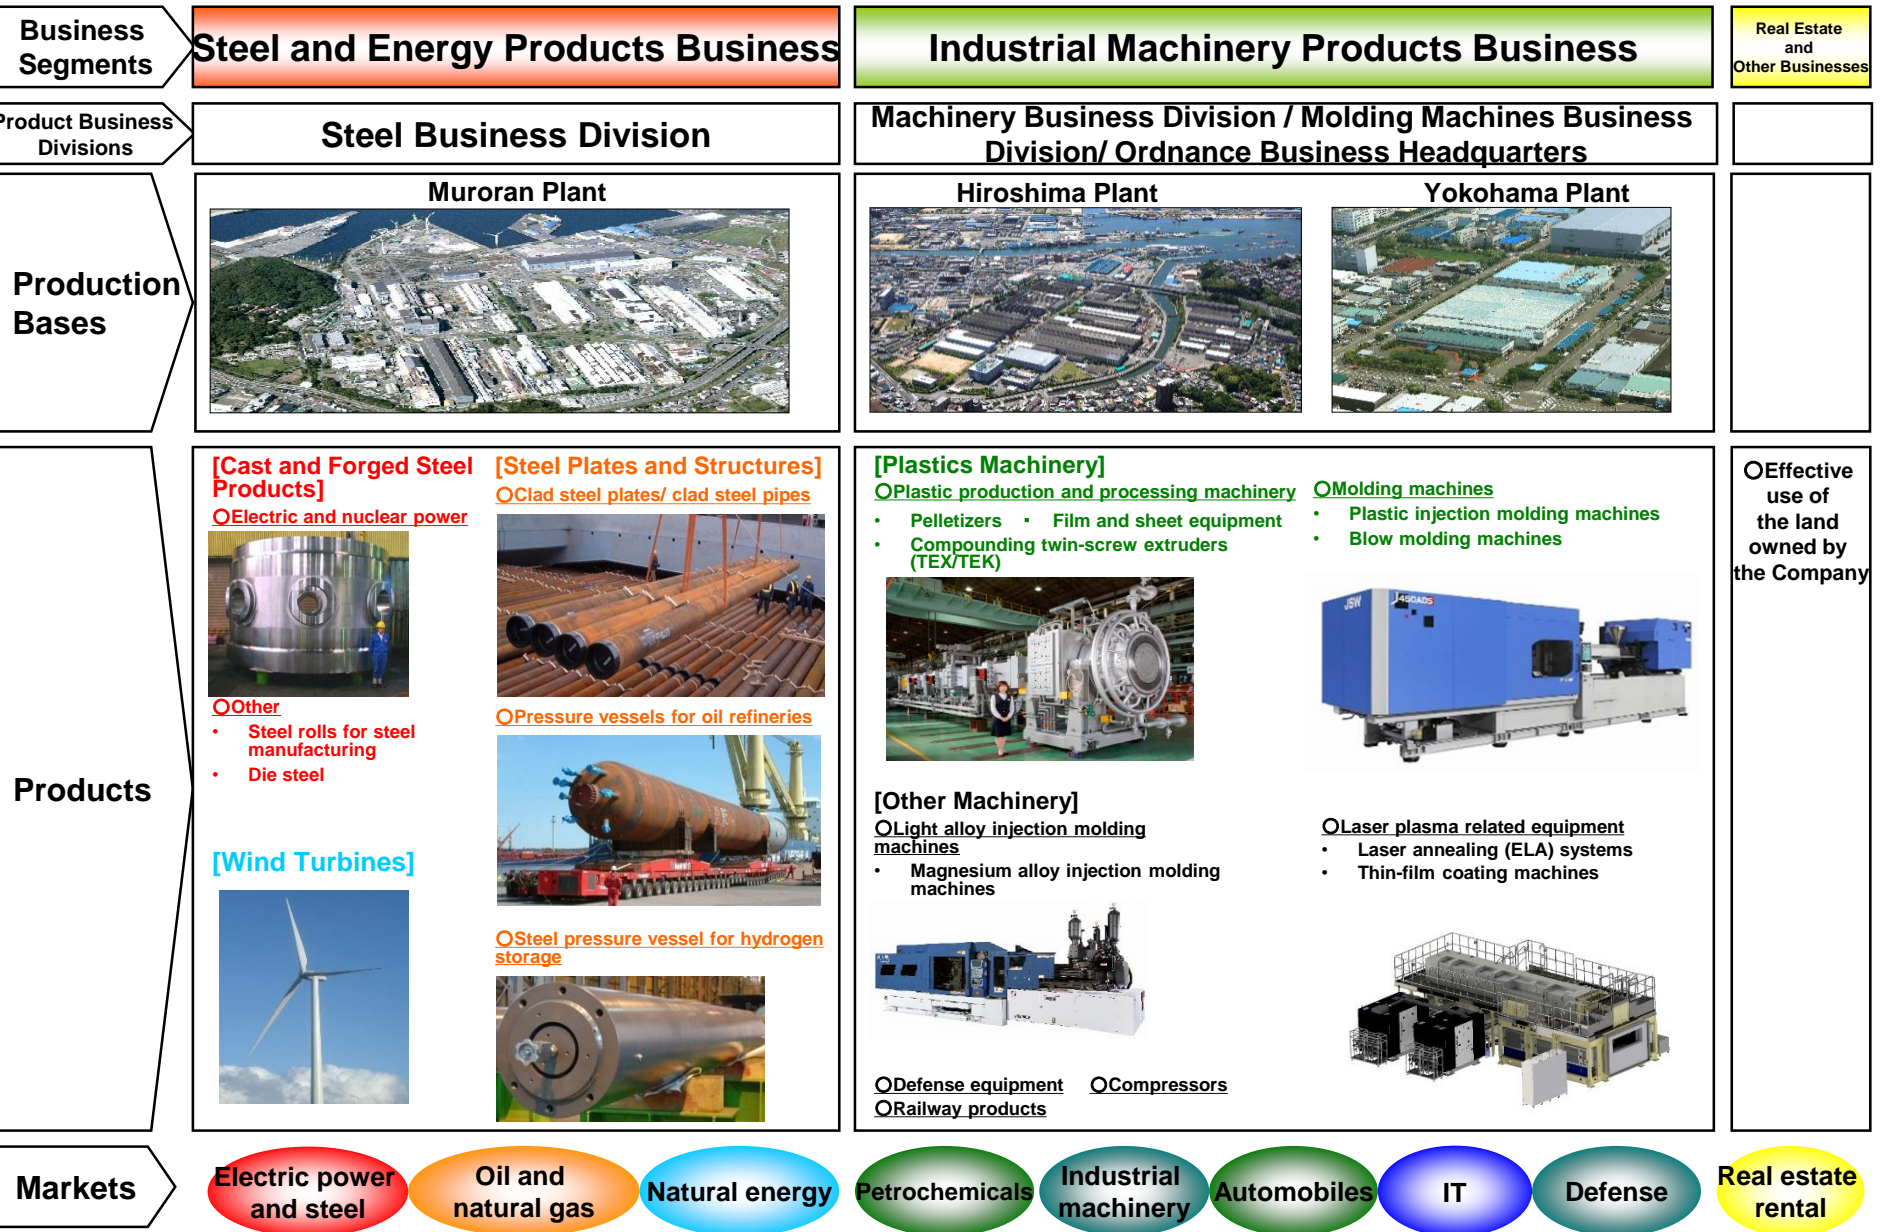 Business
Segments
Steel and Energy Products Business
Industrial Machinery Products Business
Real Estate
and
Other Businesses
Product Business
Divisions
Steel Business Division
Machinery Business Division / Molding Machines Business
Division/ Ordnance Business Headquarters
Production
Bases
Muroran Plant
Hiroshima Plant
Yokohama Plant
Products
[Cast and Forged Steel
Products]
○Electric and nuclear power
○Other
• Steel rolls for steel
manufacturing
• Die steel
[Wind Turbines]
[Steel Plates and Structures]
○Clad steel plates/ clad steel pipes
○Pressure vessels for oil refineries
○Steel pressure vessel for hydrogen
storage
[Plastics Machinery]
○Plastic production and processing machinery
• Pelletizers ・ Film and sheet equipment
• Compounding twin-screw extruders
(TEX/TEK)
○Molding machines
• Plastic injection molding machines
• Blow molding machines
JSW
J450ADS
[Other Machinery]
○Light alloy injection molding
machines
• Magnesium alloy injection molding
machines
○Laser plasma related equipment
• Laser annealing (ELA) systems
• Thin-film coating machines
○Defense equipment ○Compressors
○Railway products
○Effective
use of
the land
owned by
the Company
Markets
Electric power
and steel
Oil and
natural gas
Natural energy
Petrochemicals
Industrial
machinery
Automobiles
IT
Defense
Real estate
rental